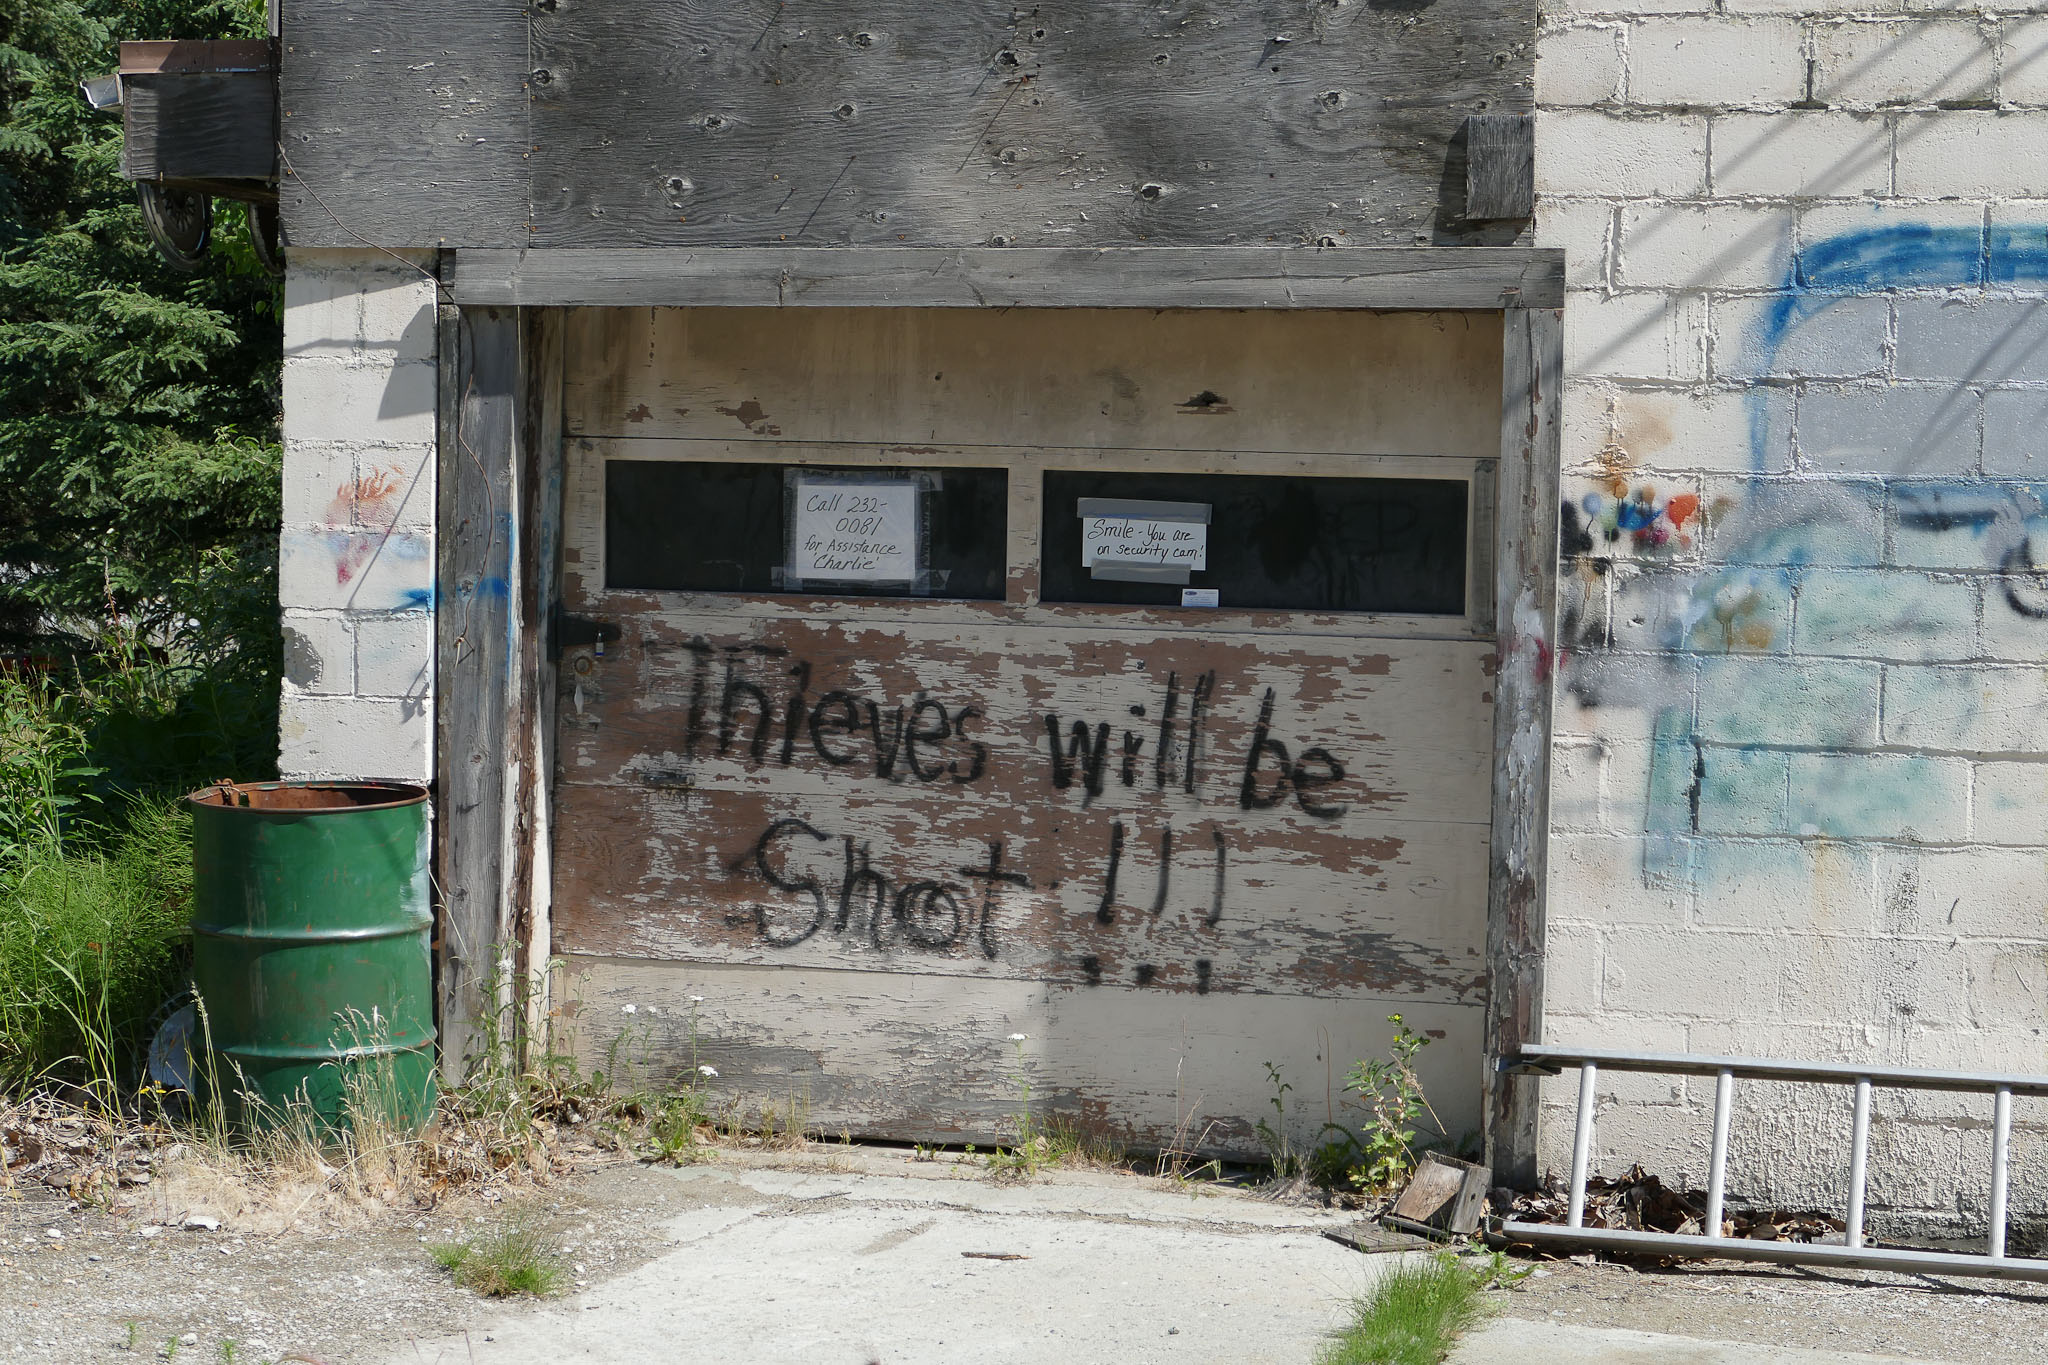 Call 232-
0081
for Assistance
Charlie
Smile - You are
on security cam!
Thieves will be
Shot !!!